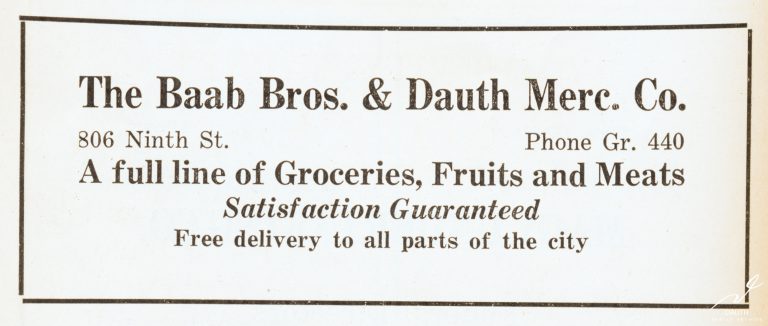 The Baab Bros. & Dauth Merc. Co.
806 Ninth St. Phone Gr. 440
A full line of Groceries, Fruits and Meats
Satisfaction Guaranteed
Free delivery to all parts of the city